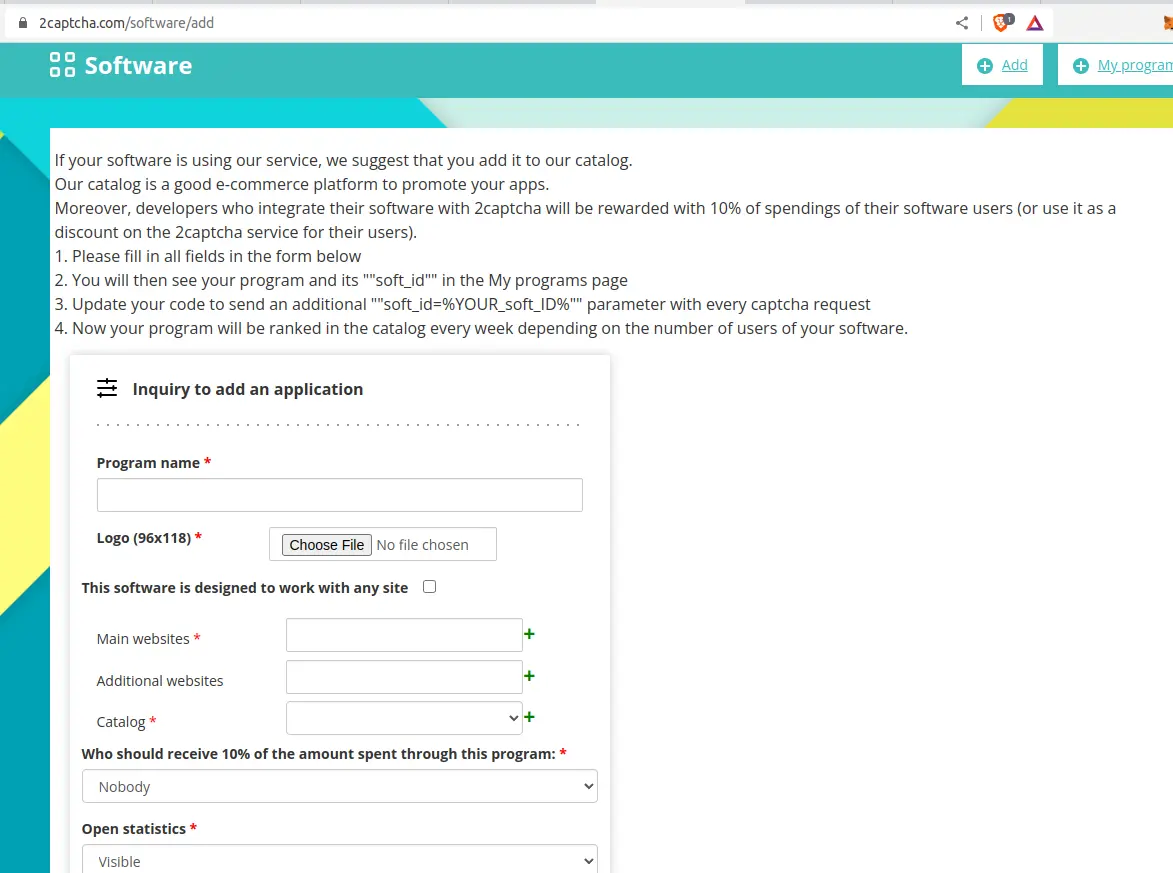 2captcha.com/software/add
1
Software
Add
My program
If your software is using our service, we suggest that you add it to our catalog.
Our catalog is a good e-commerce platform to promote your apps.
Moreover, developers who integrate their software with 2captcha will be rewarded with 10% of spendings of their software users (or use it as a
discount on the 2captcha service for their users).
1. Please fill in all fields in the form below
2. You will then see your program and its ""soft_id"" in the My programs page
3. Update your code to send an additional ""soft_id=%YOUR_soft_ID%"" parameter with every captcha request
4. Now your program will be ranked in the catalog every week depending on the number of users of your software.
Inquiry to add an application
Program name *
Logo (96x118) *
Choose File No file chosen
This software is designed to work with any site
Main websites *
+
Additional websites
+
Catalog *
+
Who should receive 10% of the amount spent through this program: *
Nobody
Open statistics *
Visible